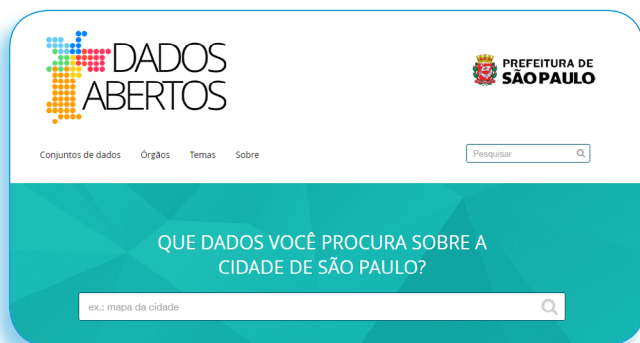 DADOS
ABERTOS
PREFEITURA DE
SÃO PAULO
Conjuntos de dados Órgãos Temas Sobre
Pesquisar
QUE DADOS VOCÊ PROCURA SOBRE A
CIDADE DE SÃO PAULO?
ex.: mapa da cidade